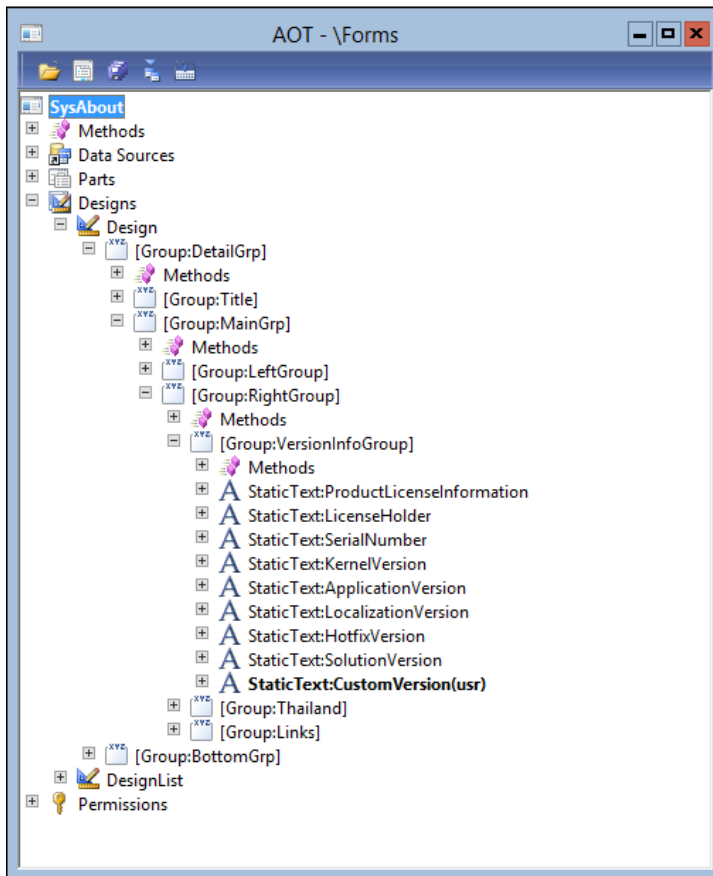 AOT - \Forms
SysAbout
Methods
Data Sources
Parts
Designs
Design
[Group:DetailGrp]
Methods
[Group:Title]
[Group:MainGrp]
Methods
[Group:LeftGroup]
[Group:RightGroup]
Methods
[Group:VersionInfoGroup]
Methods
StaticText:ProductLicenseInformation
StaticText:LicenseHolder
StaticText:SerialNumber
StaticText:KernelVersion
StaticText:ApplicationVersion
StaticText:LocalizationVersion
StaticText:HotfixVersion
StaticText:SolutionVersion
StaticText:CustomVersion(usr)
[Group:Thailand]
[Group:Links]
[Group:BottomGrp]
DesignList
Permissions